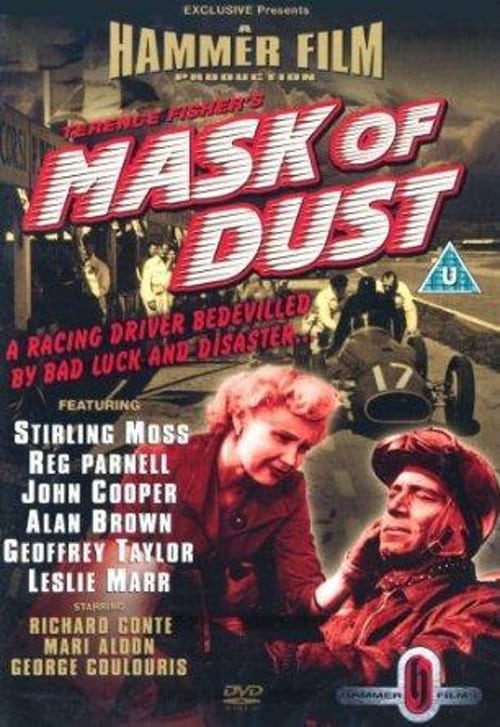 EXCLUSIVE Presents
A
HAMMER FILM
PRODUCTION
TERENCE FISHER'S
MASK OF
DUST
U
A RACING DRIVER BEDEVILLED
BY BAD LUCK AND DISASTER...
17
FEATURING
STIRLING MOSS
REG PARNELL
JOHN COOPER
ALAN BROWN
GEOFFREY TAYLOR
LESLIE MARR
STARRING
RICHARD CONTE
MARI ALDON
GEORGE COULOURIS
DVD
VIDEO
HAMMER FILMS